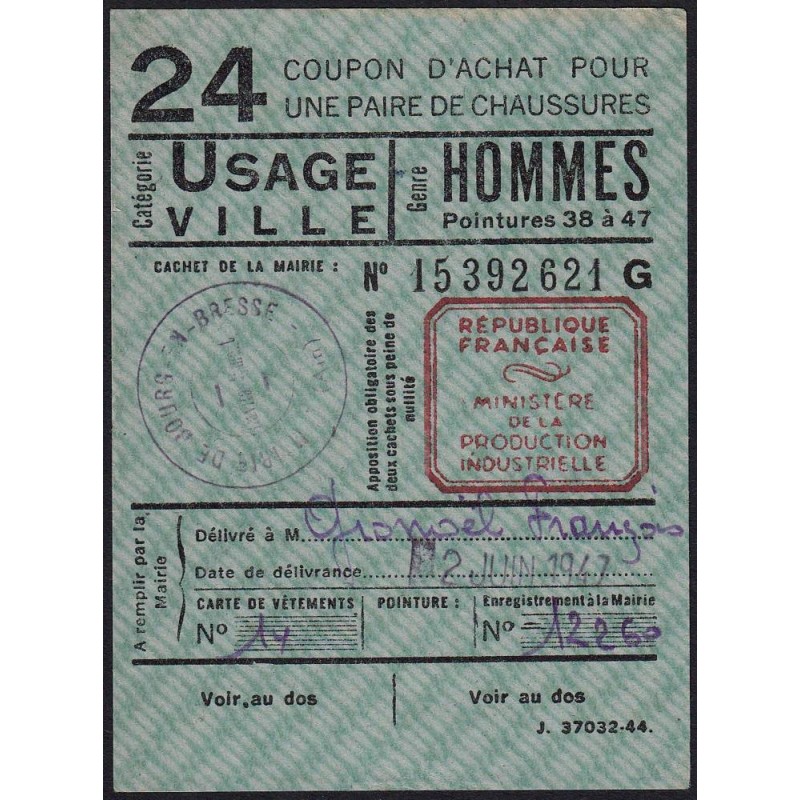 24 COUPON D'ACHAT POUR
UNE PAIRE DE CHAUSSURES
Catégorie
USAGE
VILLE
Genre
HOMMES
Pointures 38 à 47
CACHET DE LA MAIRIE :
No 15392621 G
DE BOURG-EN-BRESSE
(Ain)
Apposition obligatoire des
deux cachets sous peine de
nullité
RÉPUBLIQUE
FRANÇAISE
MINISTÈRE
DE LA
PRODUCTION
INDUSTRIELLE
A remplir par la
Mairie
Délivré à M. François
Date de délivrance 2 JUIN 1947
CARTE DE VÊTEMENTS
No 14
POINTURE :
Enregistrement à la Mairie
No 12260
Voir au dos
Voir au dos
J. 37032-44.